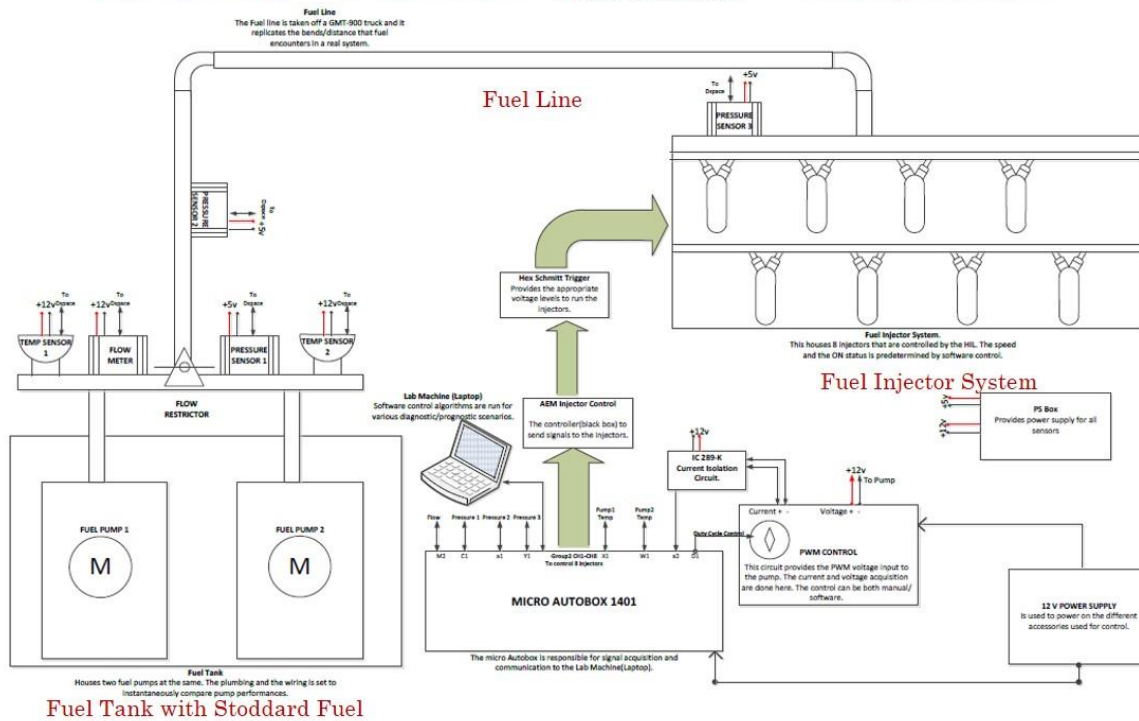 Fuel Line
The Fuel line is taken off a GMT-900 truck and it
replicates the bends/distance that fuel
encounters in a real system.
Fuel Line
To
Dspace
+5v
PRESSURE
SENSOR 3
PRESSURE
SENSOR 2
To
Dspace
+5v
Hex Schmitt Trigger
Provides the appropriate
voltage levels to run the
injectors.
+12v
To
Dspace
+12v
To
Dspace
+5v
To
Dspace
+12v
To
Dspace
TEMP SENSOR
1
FLOW
METER
PRESSURE
SENSOR 1
TEMP SENSOR
2
FLOW
RESTRICTOR
Fuel Injector System.
This houses 8 injectors that are controlled by the HIL. The speed
and the ON status is predetermined by software control.
Fuel Injector System
Lab Machine (Laptop)
Software control algorithms are run for
various diagnostic/prognostic scenarios.
AEM Injector Control
The controller(black box) to
send signals to the injectors.
+5v
+12v
PS Box
Provides power supply for all
sensors
+12v
IC 289-K
Current Isolation
Circuit.
+12v
To Pump
FUEL PUMP 1
M
FUEL PUMP 2
M
Flow
Pressure 1
Pressure 2
Pressure 3
Pump1
Temp
Pump2
Temp
M2
C1
a1
Y1
Group2 CH1-CH8
To control 8 injectors
X1
W1
a2
D1
Duty Cycle Control
MICRO AUTOBOX 1401
Current + -
Voltage + -
PWM CONTROL
This circuit provides the PWM voltage input to
the pump. The current and voltage acquisition
are done here. The control can be both manual/
software.
12 V POWER SUPPLY
Is used to power on the different
accessories used for control.
The micro Autobox is responsible for signal acquisition and
communication to the Lab Machine(Laptop).
Fuel Tank
Houses two fuel pumps at the same. The plumbing and the wiring is set to
instantaneously compare pump performances.
Fuel Tank with Stoddard Fuel